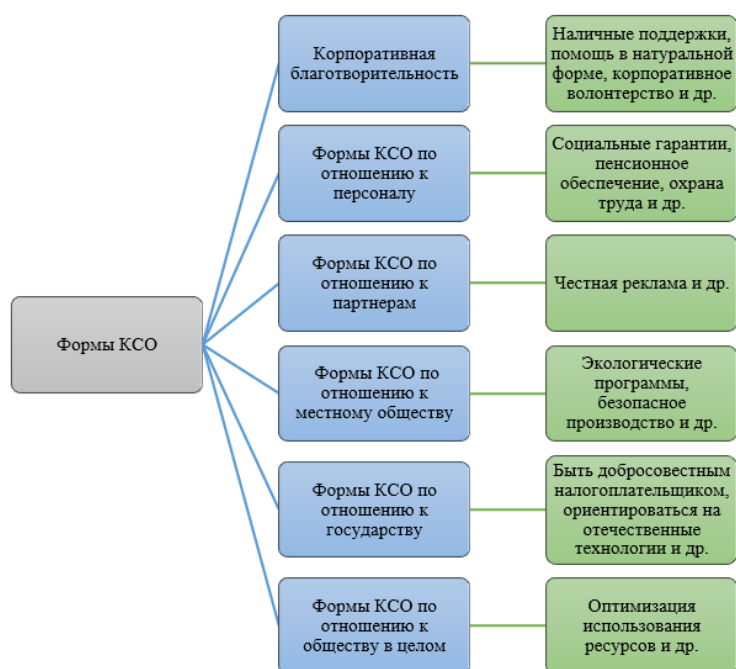 Корпоративная
благотворительность
Наличные поддержки,
помощь в натуральной
форме, корпоративное
волонтерство и др.
Формы КСО по
отношению к
персоналу
Социальные гарантии,
пенсионное
обеспечение, охрана
труда и др.
Формы КСО по
отношению к
партнерам
Честная реклама и др.
Формы КСО
Формы КСО по
отношению к
местному обществу
Экологические
программы,
безопасное
производство и др.
Формы КСО по
отношению к
государству
Быть добросовестным
налогоплательщиком,
ориентироваться на
отечественные
технологии и др.
Формы КСО по
отношению к
обществу в целом
Оптимизация
использования
ресурсов и др.